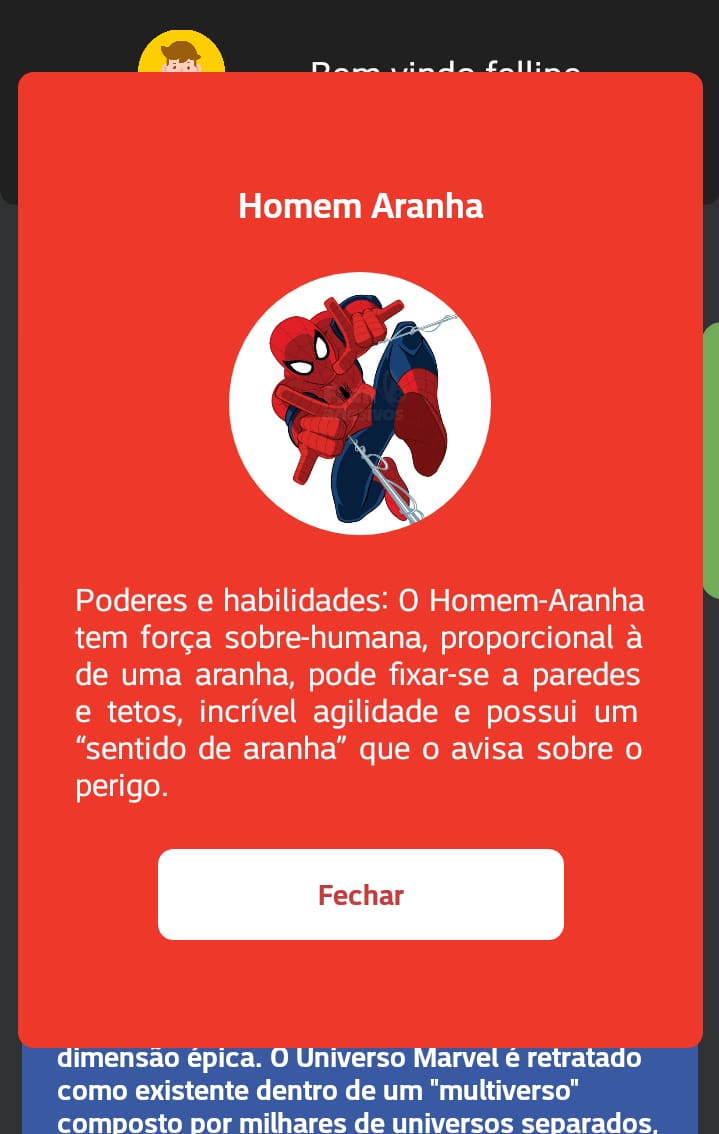 Bem vindo fellipe
Homem Aranha
Poderes e habilidades: O Homem-Aranha
tem força sobre-humana, proporcional à
de uma aranha, pode fixar-se a paredes
e tetos, incrível agilidade e possui um
“sentido de aranha” que o avisa sobre o
perigo.
Fechar
dimensão épica. O Universo Marvel é retratado
como existente dentro de um "multiverso"
composto por milhares de universos separados,